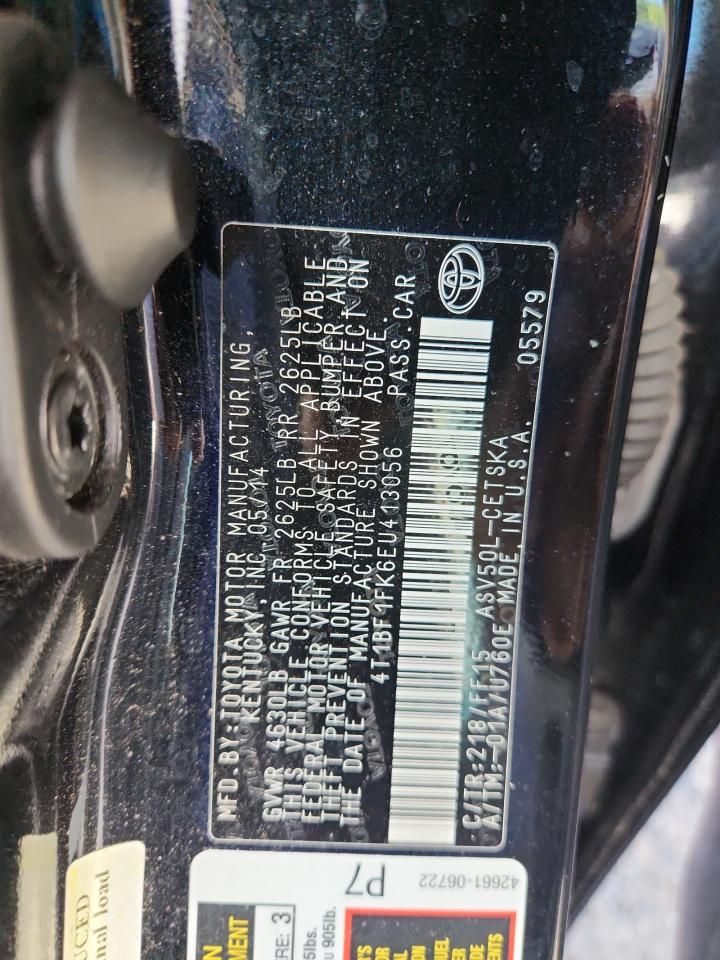 MFD.BY:TOYOTA MOTOR MANUFACTURING,
KENTUCKY, INC. 05/14
GVWR 4630LB GAWR FR 2625LB RR 2625LB
THIS VEHICLE CONFORMS TO ALL APPLICABLE
FEDERAL MOTOR VEHICLE SAFETY, BUMPER, AND
THEFT PREVENTION STANDARDS IN EFFECT ON
THE DATE OF MANUFACTURE SHOWN ABOVE.
4T1BF1FK6EU413056 PASS.CAR
C/TR:218/FF15 ASV50L-CETSKA
A/TM:-01A/U760E MADE IN U.S.A. 05579
P7
42661-06722
3
905lb.
load